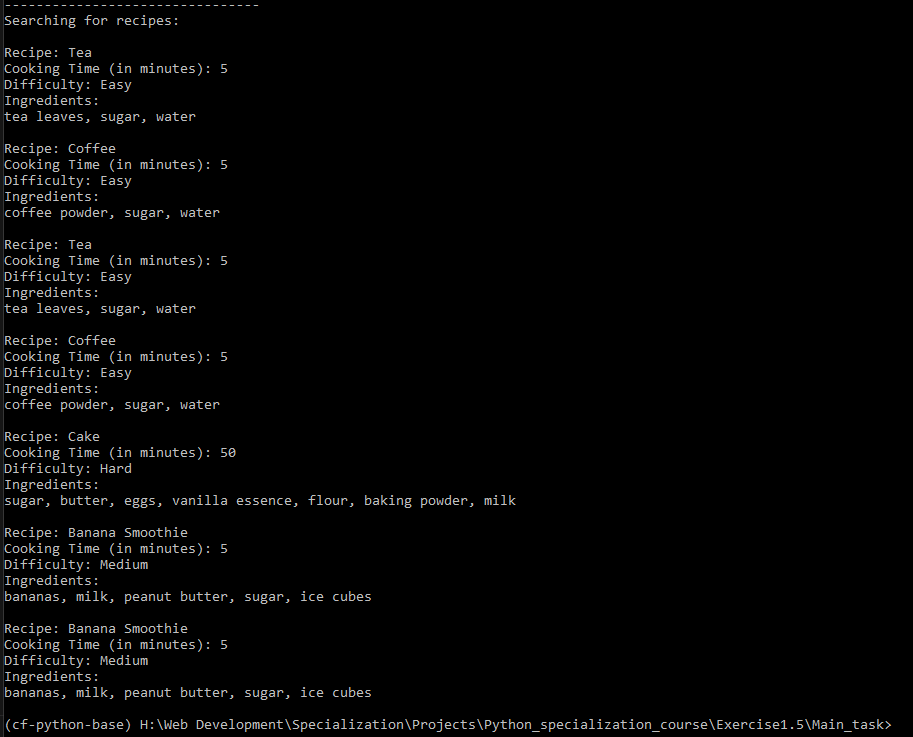 --------------------------------
Searching for recipes:
Recipe: Tea
Cooking Time (in minutes): 5
Difficulty: Easy
Ingredients:
tea leaves, sugar, water
Recipe: Coffee
Cooking Time (in minutes): 5
Difficulty: Easy
Ingredients:
coffee powder, sugar, water
Recipe: Tea
Cooking Time (in minutes): 5
Difficulty: Easy
Ingredients:
tea leaves, sugar, water
Recipe: Coffee
Cooking Time (in minutes): 5
Difficulty: Easy
Ingredients:
coffee powder, sugar, water
Recipe: Cake
Cooking Time (in minutes): 50
Difficulty: Hard
Ingredients:
sugar, butter, eggs, vanilla essence, flour, baking powder, milk
Recipe: Banana Smoothie
Cooking Time (in minutes): 5
Difficulty: Medium
Ingredients:
bananas, milk, peanut butter, sugar, ice cubes
Recipe: Banana Smoothie
Cooking Time (in minutes): 5
Difficulty: Medium
Ingredients:
bananas, milk, peanut butter, sugar, ice cubes
(cf-python-base) H:\Web Development\Specialization\Projects\Python_specialization_course\Exercise1.5\Main_task>